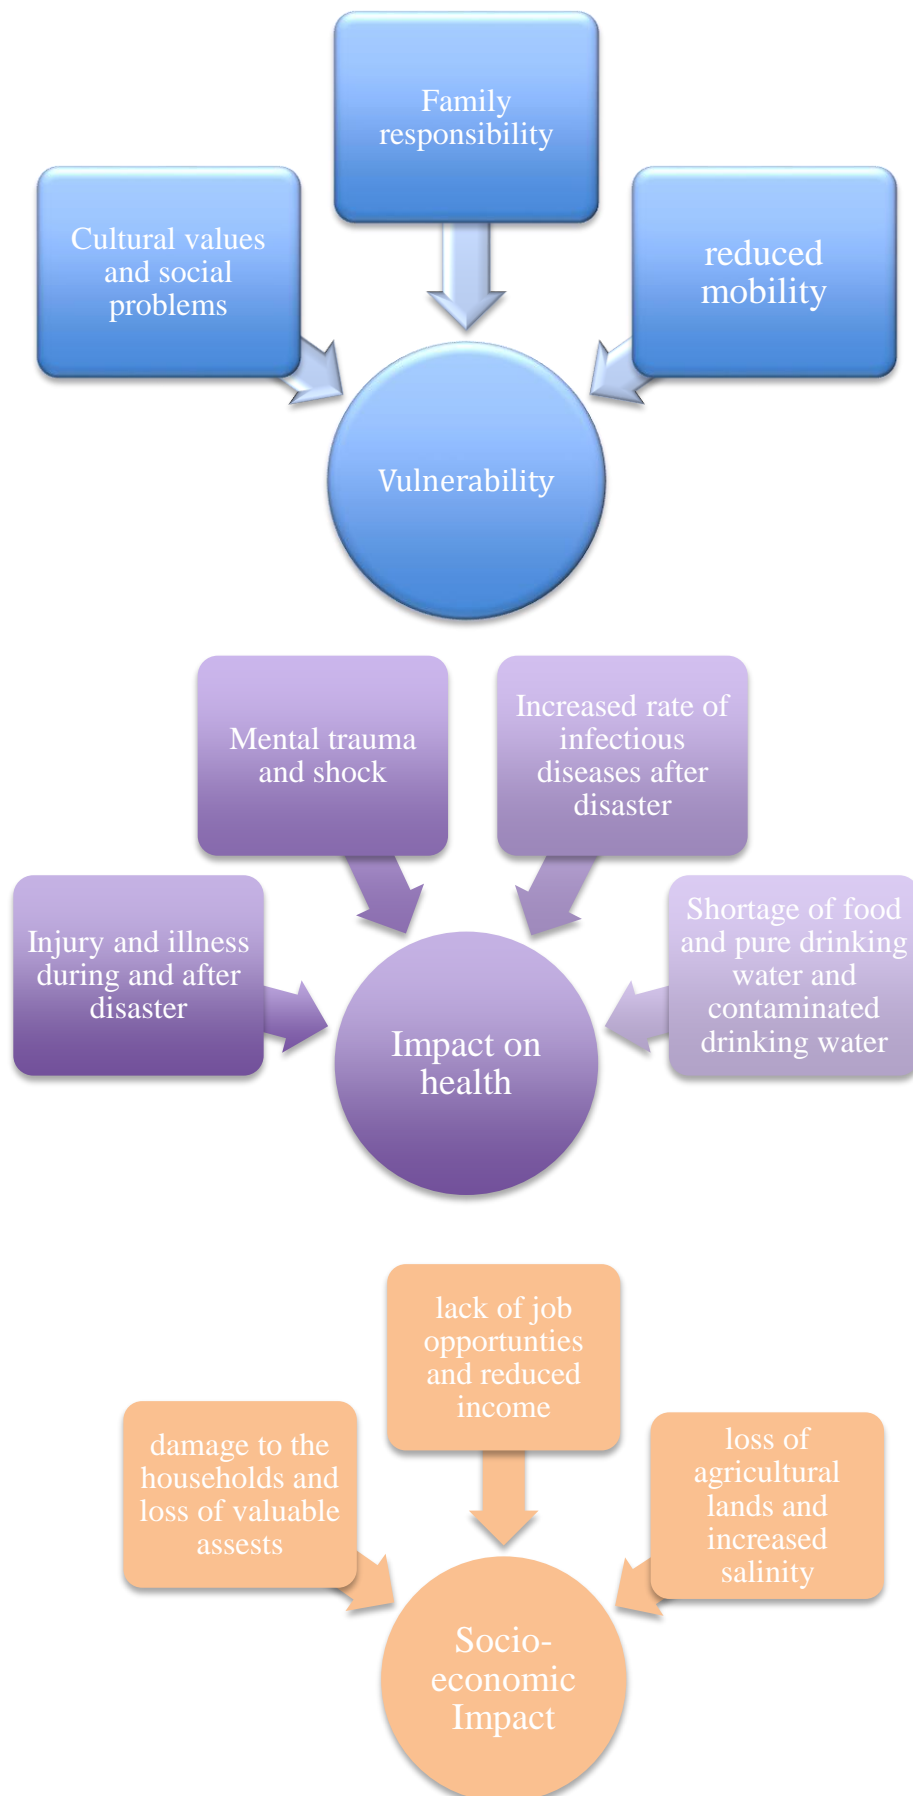 Family
responsibility
Cultural values
and social
problems
reduced
mobility
Vulnerability
Mental trauma
and shock
Increased rate of
infectious
diseases after
disaster
Injury and illness
during and after
disaster
Shortage of food
and pure drinking
water and
contaminated
drinking water
Impact on
health
lack of job
opportunties
and reduced
income
damage to the
households and
loss of valuable
assests
loss of
agricultural
lands and
increased
salinity
Socio-
economic
Impact